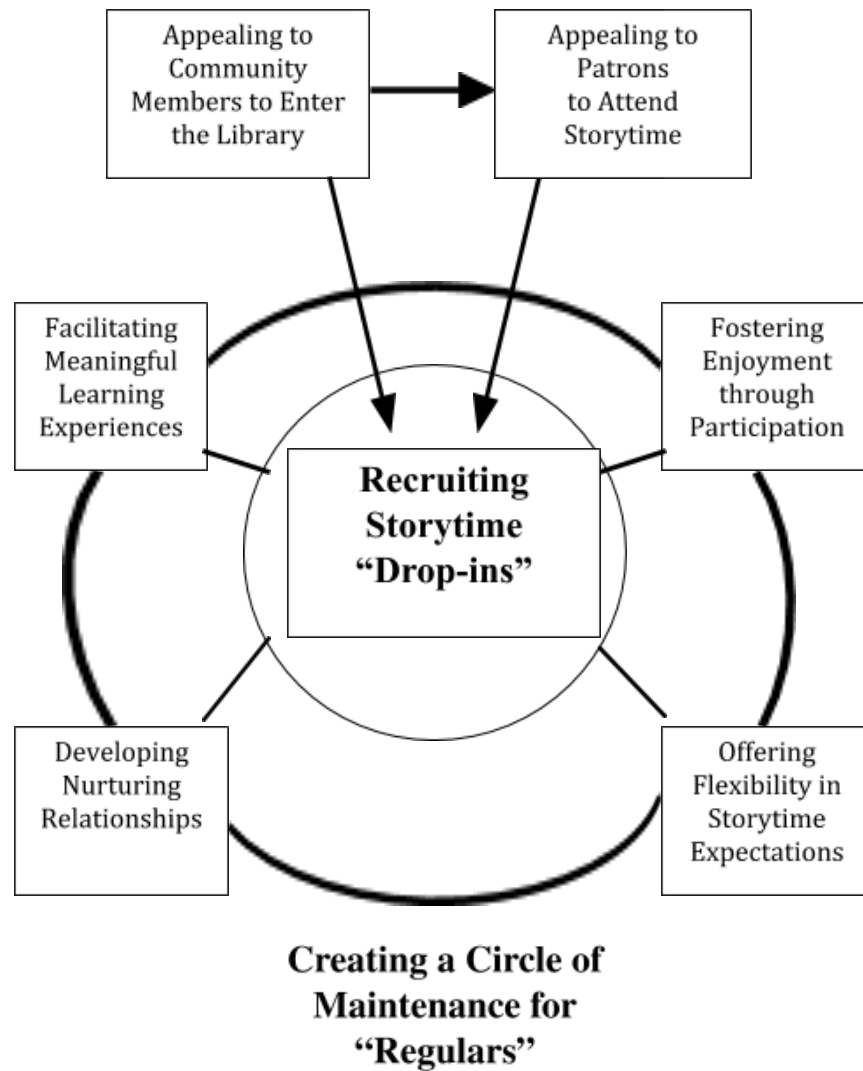 Appealing to
Community
Members to Enter
the Library
Appealing to
Patrons
to Attend
Storytime
Facilitating
Meaningful
Learning
Experiences
Fostering
Enjoyment
through
Participation
Recruiting
Storytime
“Drop-ins”
Developing
Nurturing
Relationships
Offering
Flexibility in
Storytime
Expectations
Creating a Circle of
Maintenance for
“Regulars”